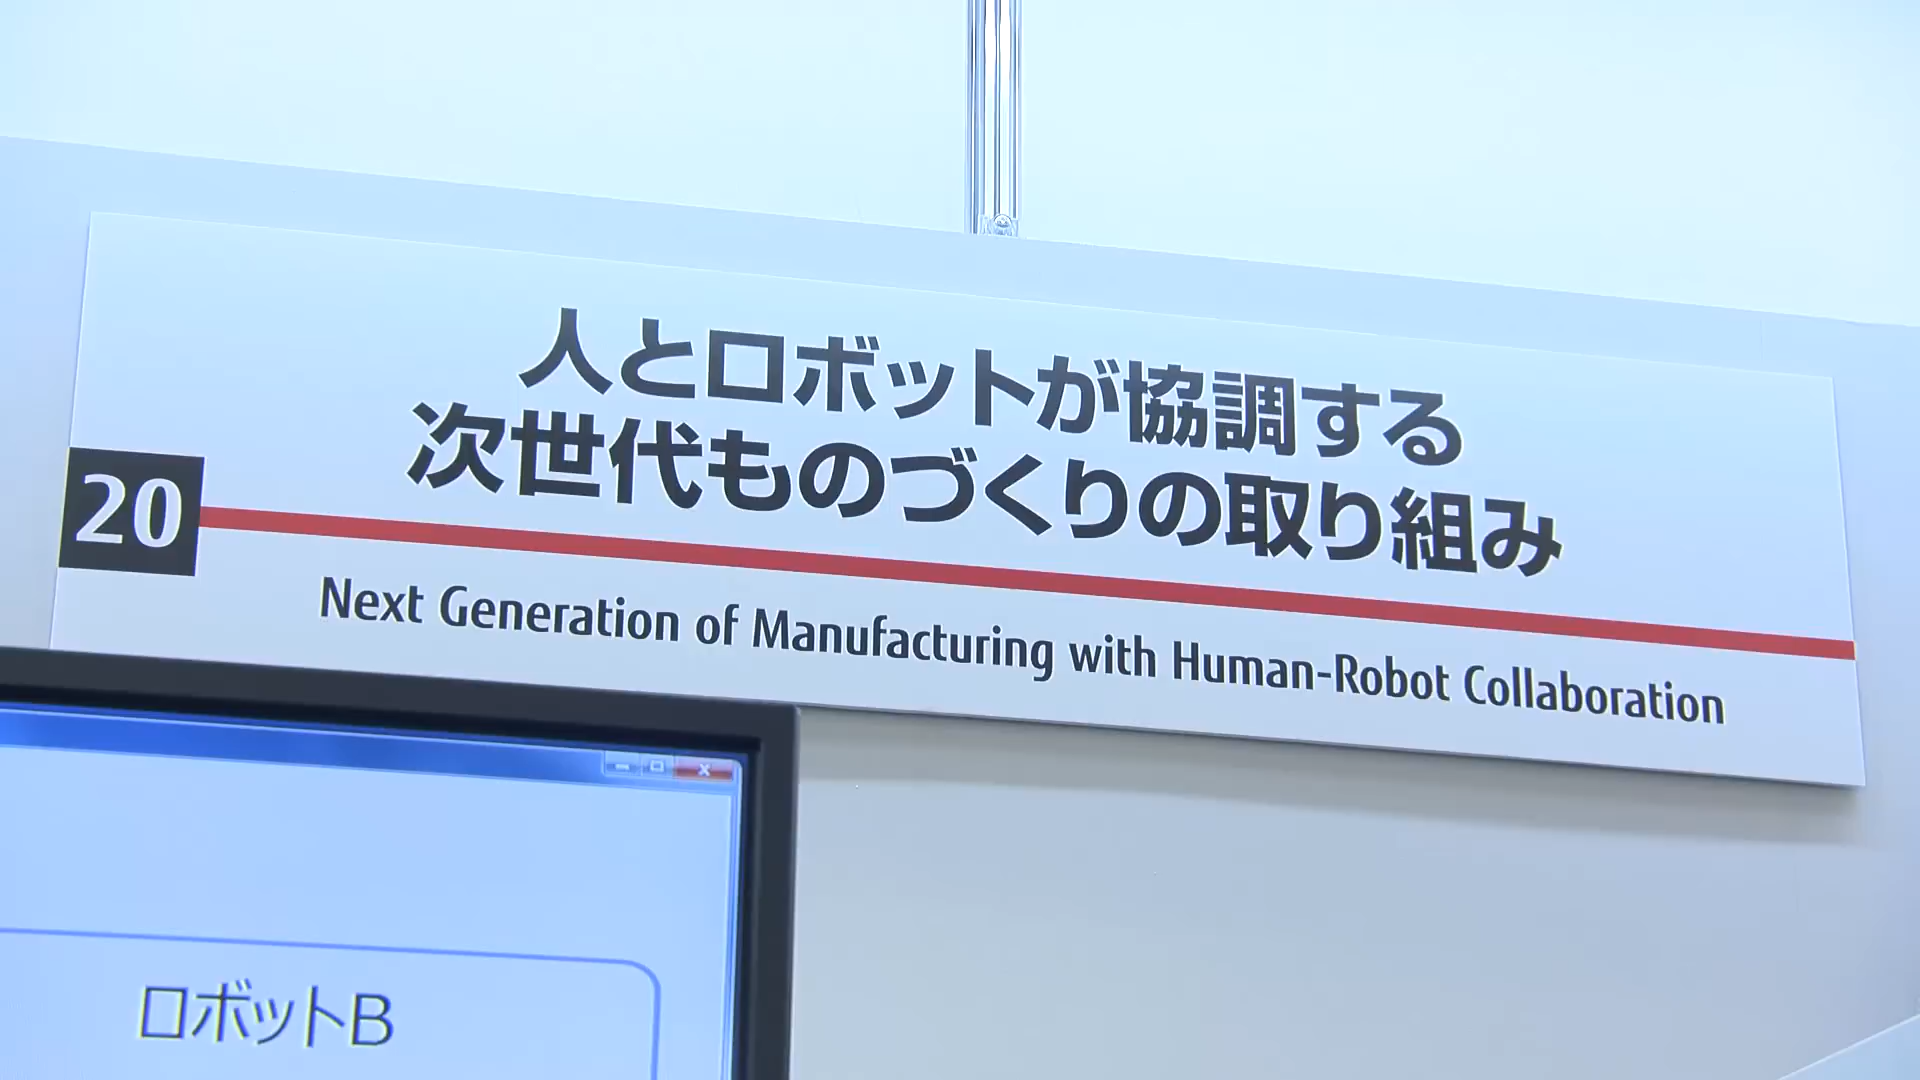 人とロボットが協調する
次世代ものづくりの取り組み
20
Next Generation of Manufacturing with Human-Robot Collaboration
ロボットB